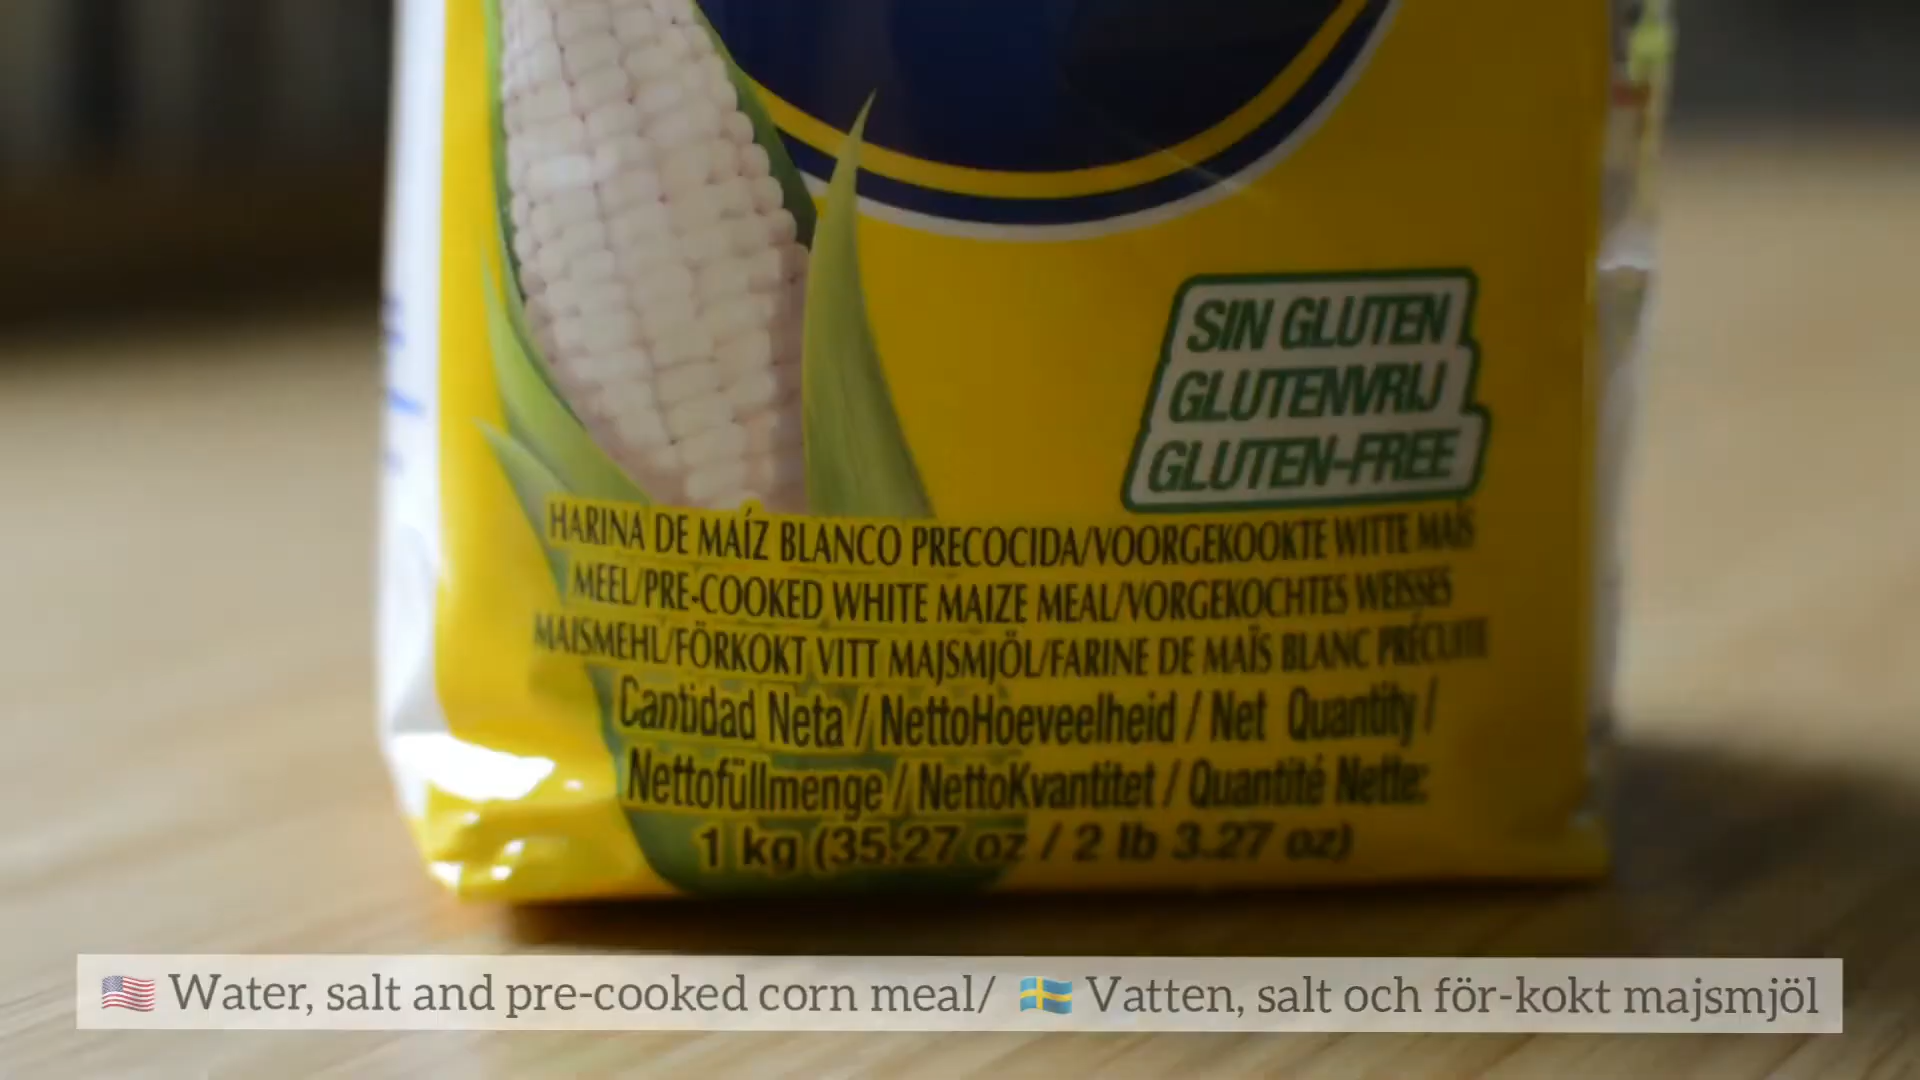 SIN GLUTEN
GLUTENVRIJ
GLUTEN-FREE
HARINA DE MAÍZ BLANCO PRECOCIDA/VOORGEKOOKTE WITTE MAÏS
MEEL/PRE-COOKED WHITE MAIZE MEAL/VORGEKOCHTES WEISSES
MAISMEHL/FÖRKOKT VITT MAJSMJÖL/FARINE DE MAÏS BLANC PRÉCUITE
Cantidad Neta / NettoHoeveelheid / Net Quantity /
Nettofüllmenge / NettoKvantitet / Quantité Nette:
1 kg (35.27 oz / 2 lb 3.27 oz)
Water, salt and pre-cooked corn meal/ Vatten, salt och för-kokt majsmjöl